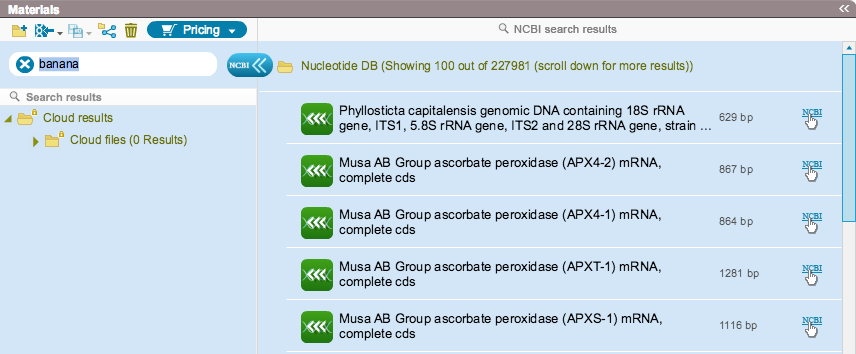 Materials
Pricing
NCBI search results
banana
NCBI
Nucleotide DB (Showing 100 out of 227981 (scroll down for more results))
Search results
Cloud results
Cloud files (0 Results)
Phyllosticta capitalensis genomic DNA containing 18S rRNA
gene, ITS1, 5.8S rRNA gene, ITS2 and 28S rRNA gene, strain ...
629 bp
NCBI
Musa AB Group ascorbate peroxidase (APX4-2) mRNA,
complete cds
867 bp
NCBI
Musa AB Group ascorbate peroxidase (APX4-1) mRNA,
complete cds
864 bp
NCBI
Musa AB Group ascorbate peroxidase (APXT-1) mRNA,
complete cds
1281 bp
NCBI
Musa AB Group ascorbate peroxidase (APXS-1) mRNA,
complete cds
1116 bp
NCBI